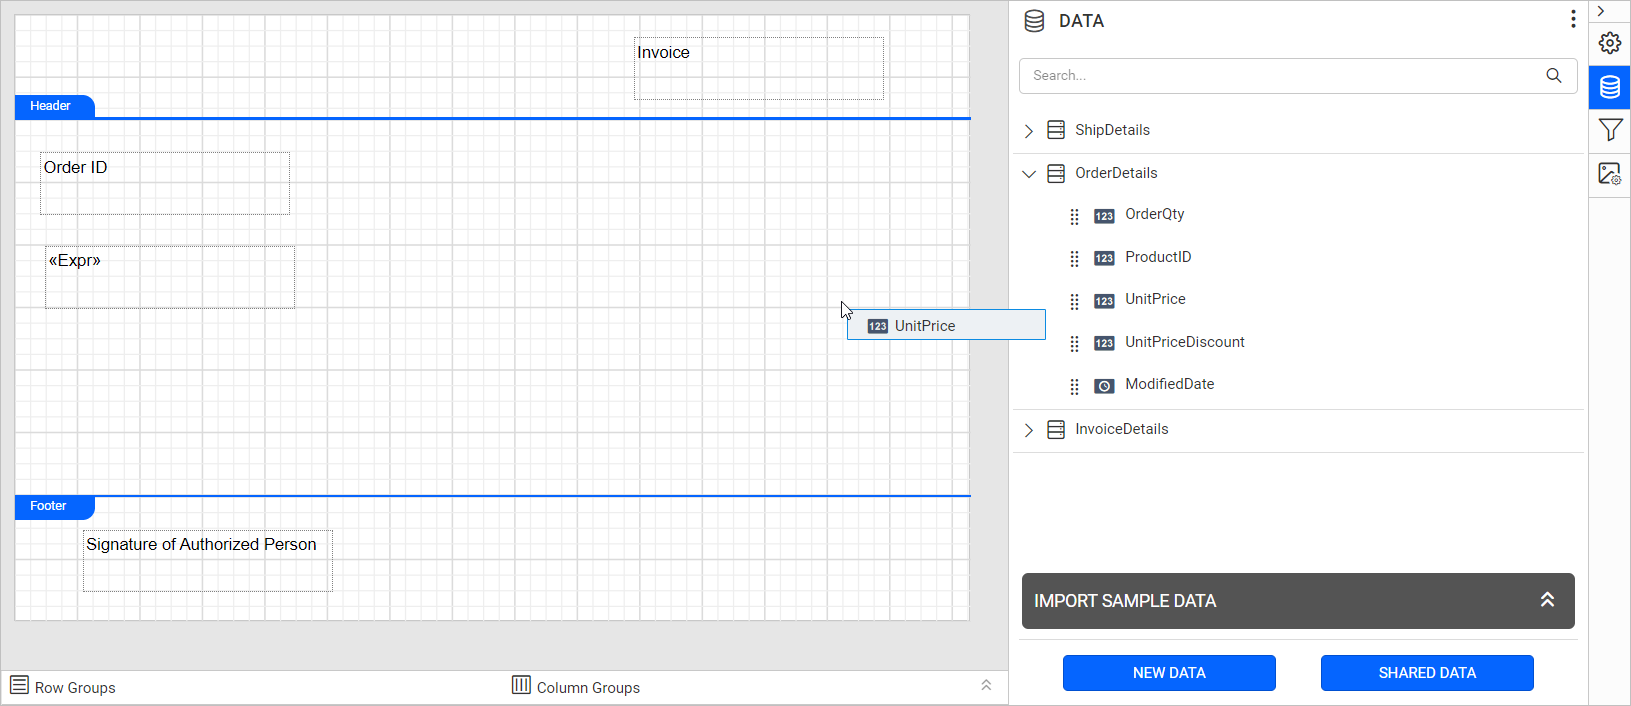 Invoice
Header
Order ID
«Expr»
123 UnitPrice
Footer
Signature of Authorized Person
Row Groups
Column Groups
DATA
Search...
ShipDetails
OrderDetails
123 OrderQty
123 ProductID
123 UnitPrice
123 UnitPriceDiscount
ModifiedDate
InvoiceDetails
IMPORT SAMPLE DATA
NEW DATA
SHARED DATA